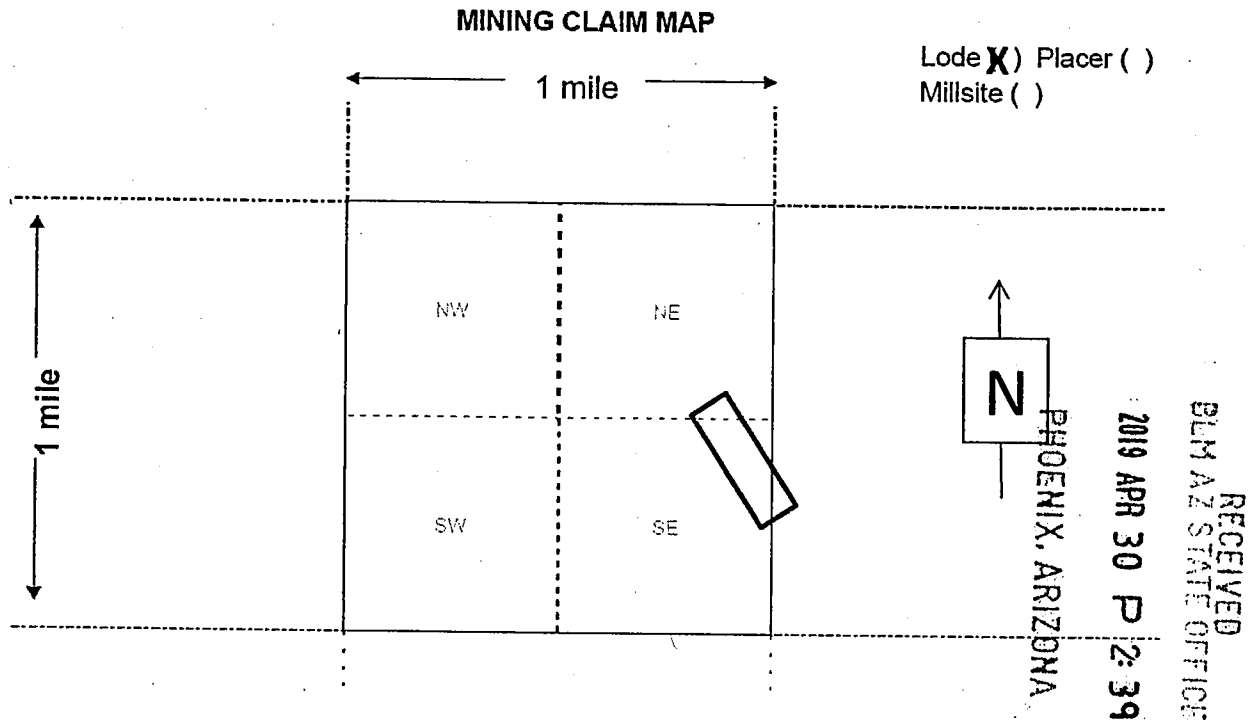 MINING CLAIM MAP
Lode X) Placer ( )
Millsite ( )
1 mile
1 mile
NW
NE
SW
SE
N
RECEIVED
BLM AZ STATE OFFICE
2019 APR 30 P 2:39
PHOENIX, ARIZONA